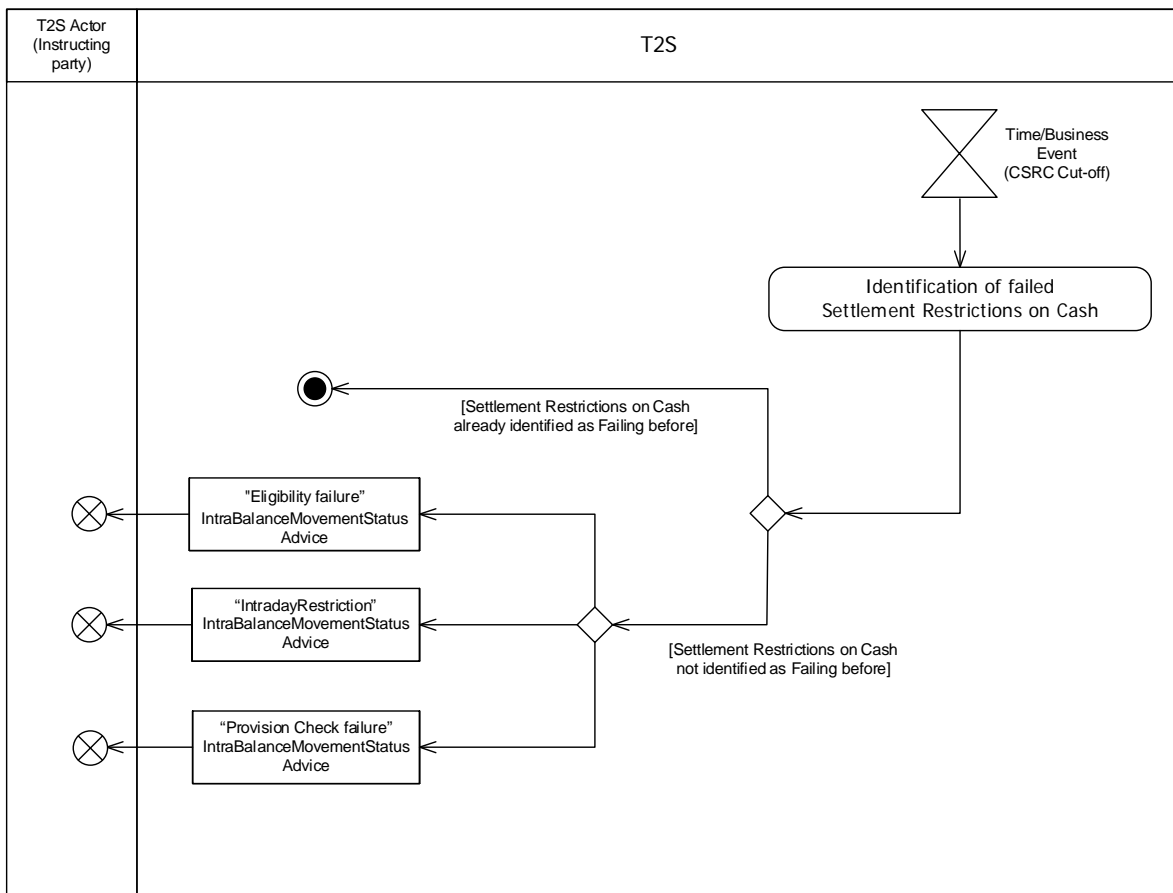 T2S Actor
(Instructing
party)
T2S
Time/Business
Event
(CSRC Cut-off)
Identification of failed
Settlement Restrictions on Cash
[Settlement Restrictions on Cash
already identified as Failing before]
"Eligibility failure”
IntraBalanceMovementStatus
Advice
“IntradayRestriction”
IntraBalanceMovementStatus
Advice
[Settlement Restrictions on Cash
not identified as Failing before]
“Provision Check failure”
IntraBalanceMovementStatus
Advice